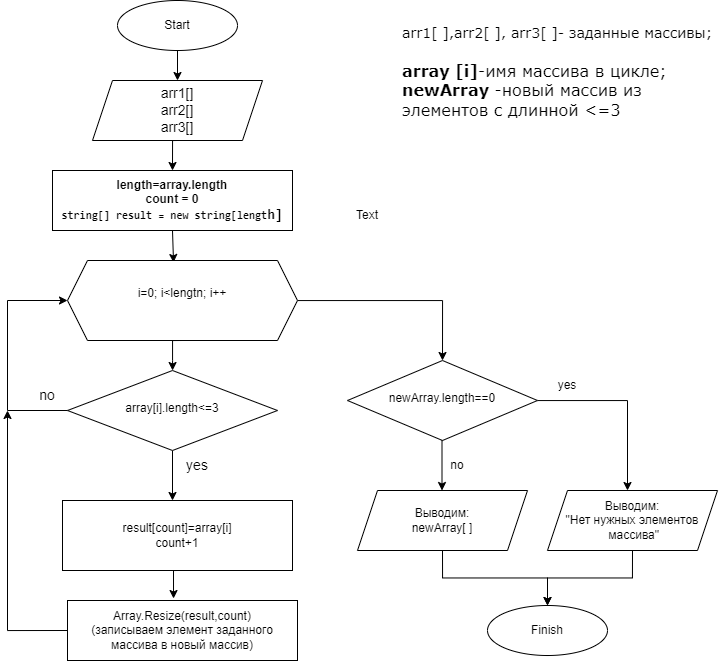 Start
arr1[ ],arr2[ ], arr3[ ]- заданные массивы;
array [i]-имя массива в цикле;
newArray -новый массив из
элементов с длинной <=3
arr1[]
arr2[]
arr3[]
length=array.length
count = 0
string[] result = new string[length]
Text
i=0; i<lengtn; i++
no
array[i].length<=3
yes
newArray.length==0
yes
no
result[count]=array[i]
count+1
Выводим:
newArray[ ]
Выводим:
"Нет нужных элементов
массива"
Array.Resize(result,count)
(записываем элемент заданного
массива в новый массив)
Finish